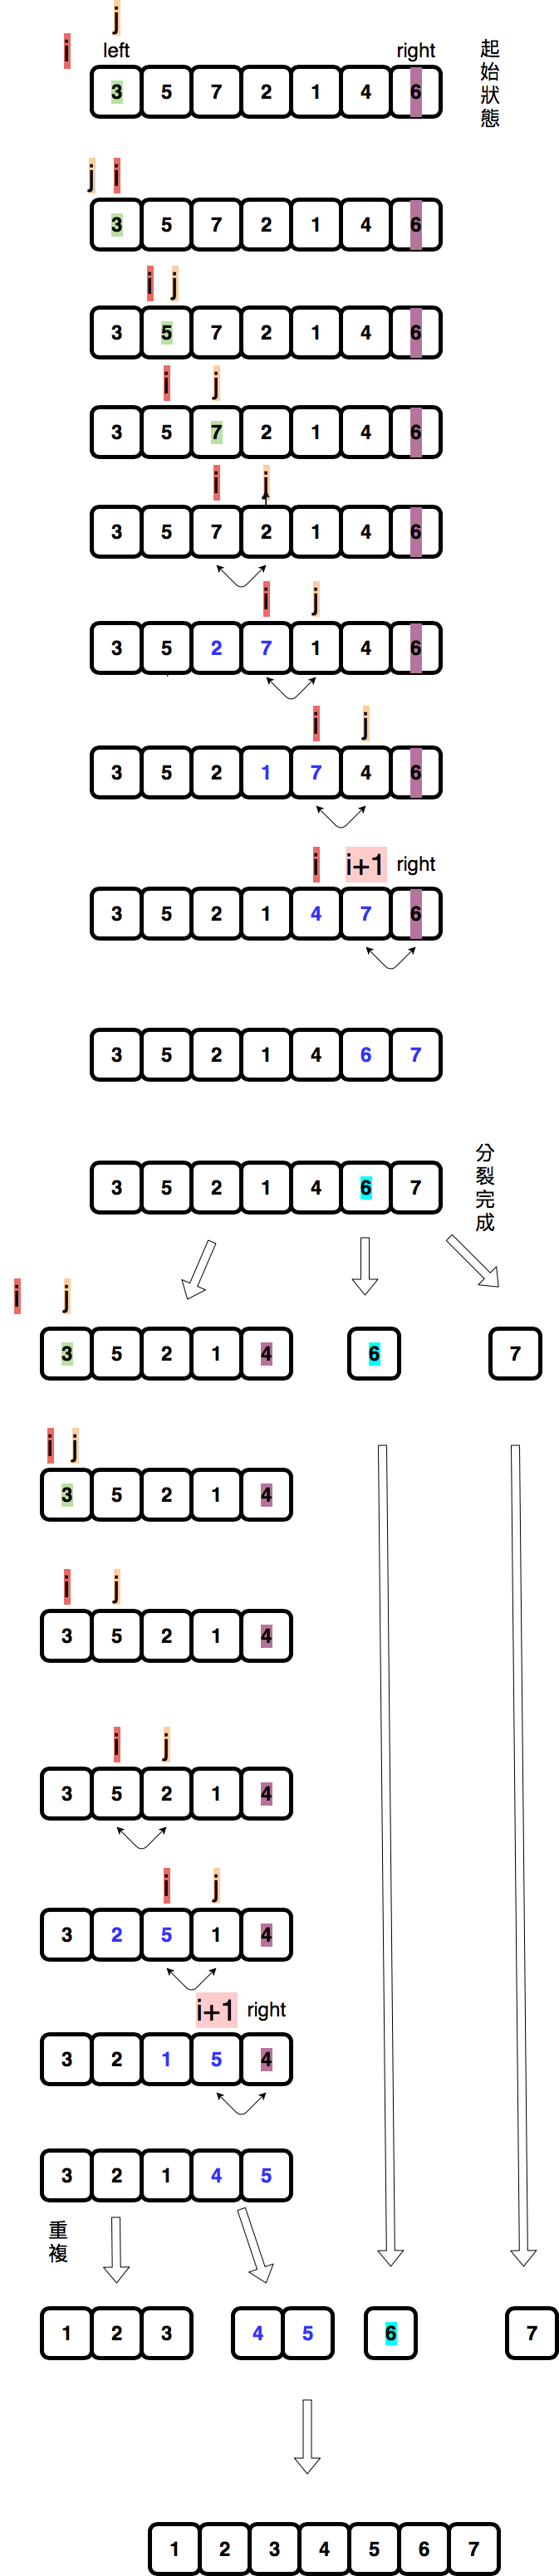 j
i left right
起始狀態
3 5 7 2 1 4 6
j i
3 5 7 2 1 4 6
i j
3 5 7 2 1 4 6
i j
3 5 7 2 1 4 6
i j
3 5 7 2 1 4 6
i j
3 5 2 7 1 4 6
i j
3 5 2 1 7 4 6
i i+1 right
3 5 2 1 4 7 6
3 5 2 1 4 6 7
分裂完成
3 5 2 1 4 6 7
i j
3 5 2 1 4 6 7
i j
3 5 2 1 4
i j
3 5 2 1 4
i j
3 5 2 1 4
i j
3 2 5 1 4
i+1 right
3 2 1 5 4
3 2 1 4 5
重複
1 2 3 4 5 6 7
1 2 3 4 5 6 7